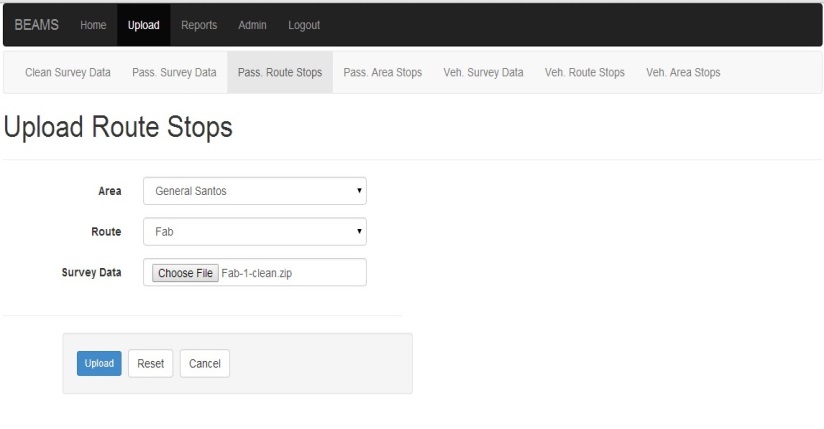 BEAMS Home Upload Reports Admin Logout
Clean Survey Data Pass. Survey Data Pass. Route Stops Pass. Area Stops Veh. Survey Data Veh. Route Stops Veh. Area Stops
Upload Route Stops
Area General Santos
Route Fab
Survey Data Choose File Fab-1-clean.zip
Upload Reset Cancel